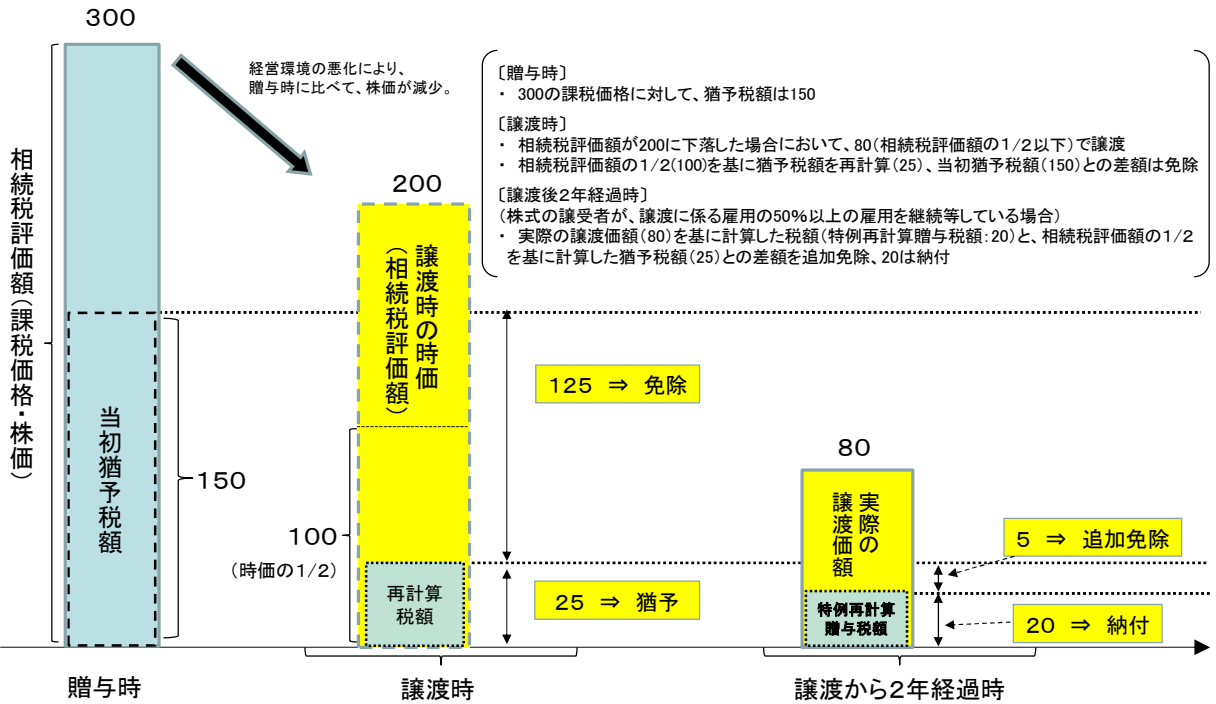 300
経営環境の悪化により、
贈与時に比べて、株価が減少。
〔贈与時〕
・ 300の課税価格に対して、猶予税額は150
〔譲渡時〕
・ 相続税評価額が200に下落した場合において、80(相続税評価額の1/2以下)で譲渡
・ 相続税評価額の1/2(100)を基に猶予税額を再計算(25)、当初猶予税額(150)との差額は免除
〔譲渡後2年経過時〕
(株式の譲受者が、譲渡に係る雇用の50%以上の雇用を継続等している場合)
・ 実際の譲渡価額(80)を基に計算した税額(特例再計算贈与税額:20)と、相続税評価額の1/2
を基に計算した猶予税額(25)との差額を追加免除、20は納付
相続税評価額(課税価格・株価)
当初猶予税額
150
200
譲渡時の時価
(相続税評価額)
100
(時価の1/2)
再計算
税額
125 ⇒ 免除
25 ⇒ 猶予
80
実際の
譲渡価額
特例再計算
贈与税額
5 ⇒ 追加免除
20 ⇒ 納付
贈与時
譲渡時
譲渡から2年経過時